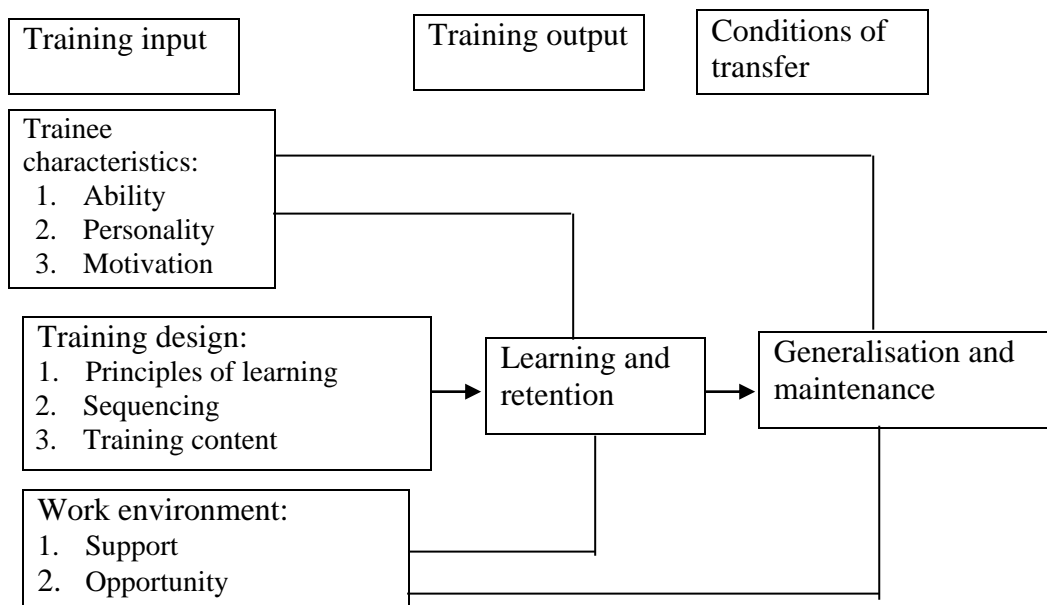 Training input
Training output
Conditions of
transfer
Trainee
characteristics:
1. Ability
2. Personality
3. Motivation
Training design:
1. Principles of learning
2. Sequencing
3. Training content
Learning and
retention
Generalisation and
maintenance
Work environment:
1. Support
2. Opportunity